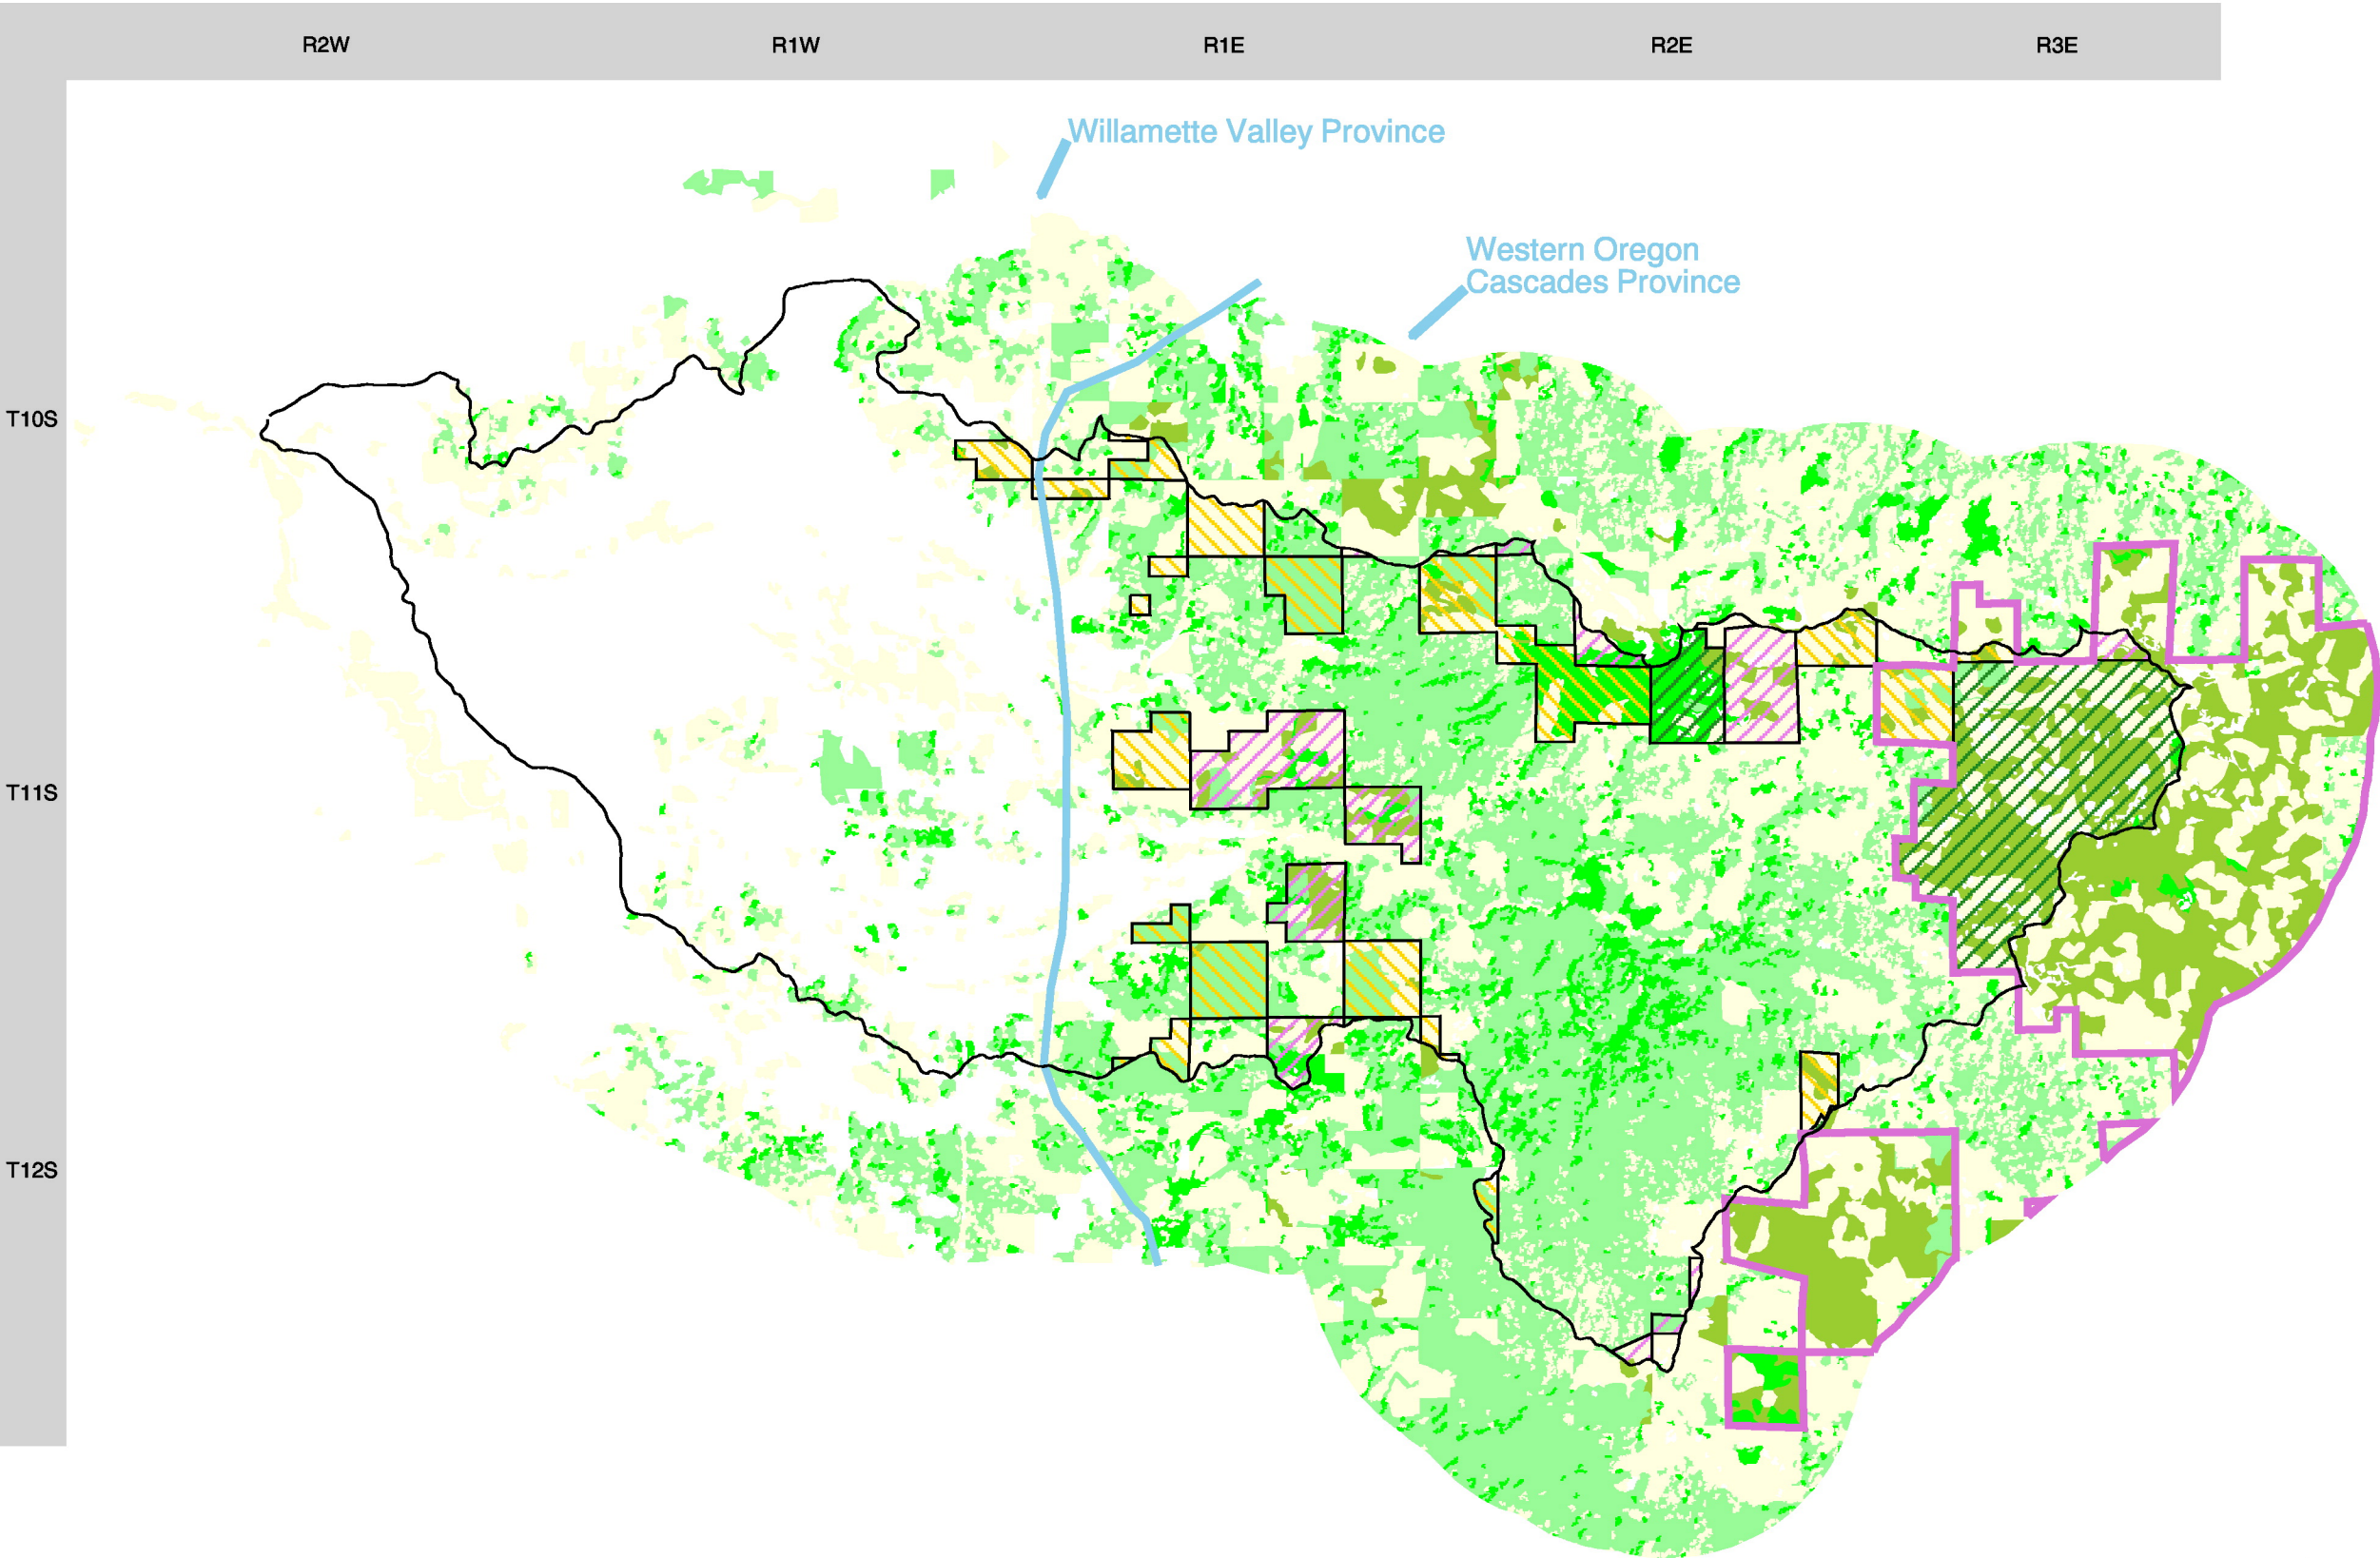 R2W R1W R1E R2E R3E
Willamette Valley Province
Western Oregon
Cascades Province
T10S
T11S
T12S